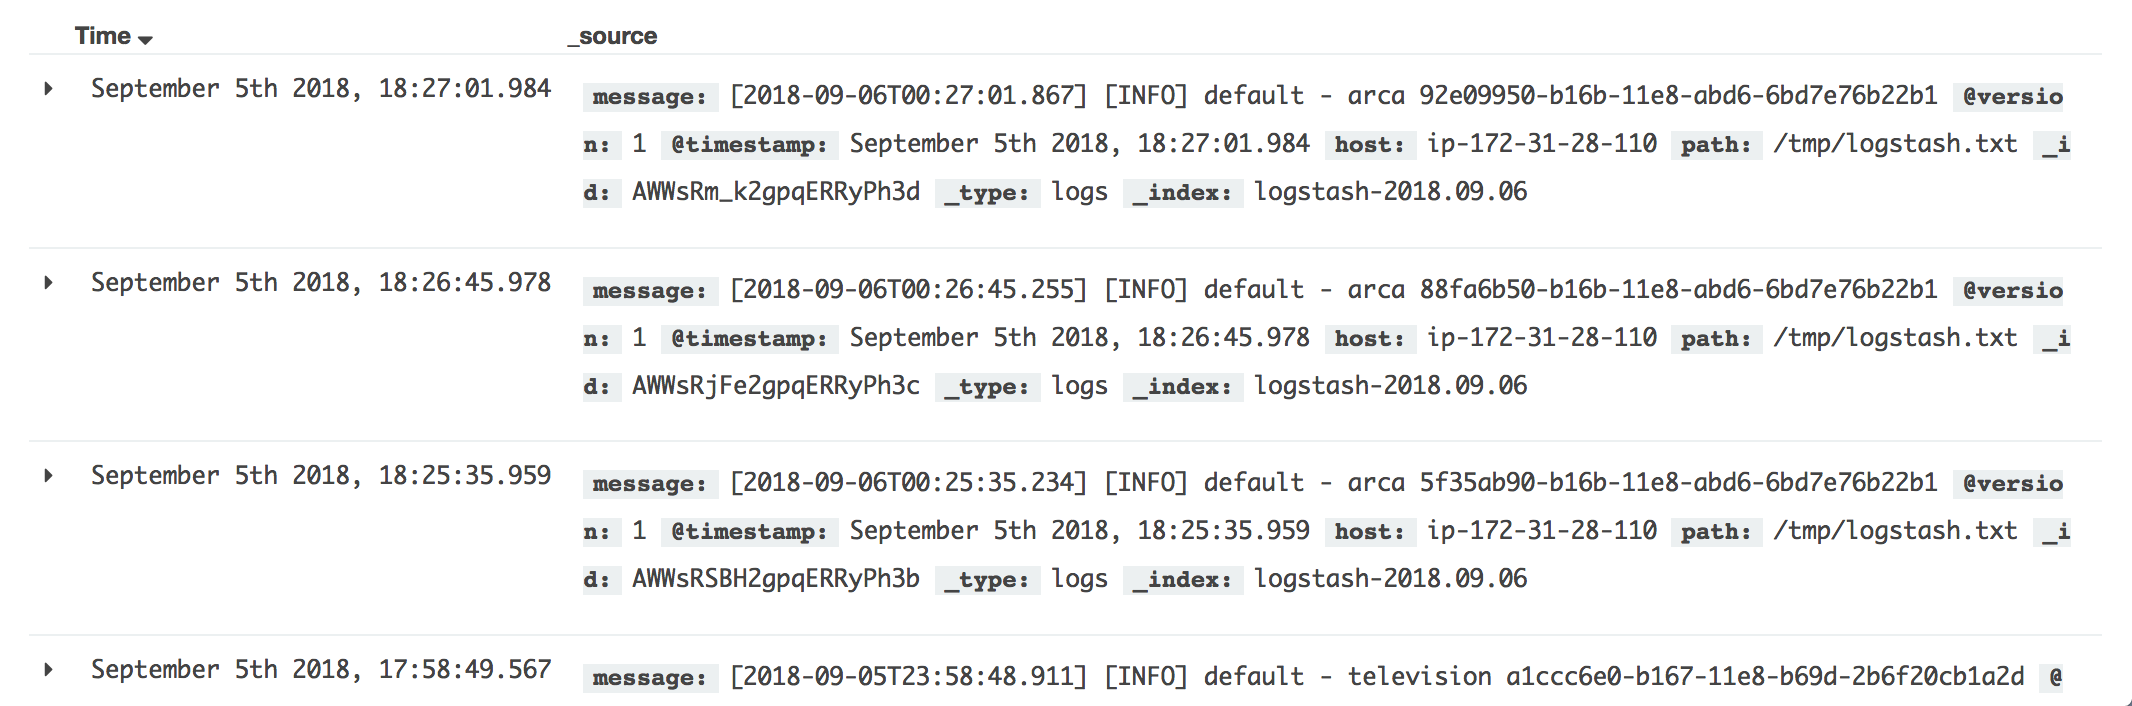 Time _source
September 5th 2018, 18:27:01.984 message: [2018-09-06T00:27:01.867] [INFO] default - arca 92e09950-b16b-11e8-abd6-6bd7e76b22b1 @versio
n: 1 @timestamp: September 5th 2018, 18:27:01.984 host: ip-172-31-28-110 path: /tmp/logstash.txt _i
d: AWWsRm_k2gpqERRyPh3d _type: logs _index: logstash-2018.09.06
September 5th 2018, 18:26:45.978 message: [2018-09-06T00:26:45.255] [INFO] default - arca 88fa6b50-b16b-11e8-abd6-6bd7e76b22b1 @versio
n: 1 @timestamp: September 5th 2018, 18:26:45.978 host: ip-172-31-28-110 path: /tmp/logstash.txt _i
d: AWWsRjFe2gpqERRyPh3c _type: logs _index: logstash-2018.09.06
September 5th 2018, 18:25:35.959 message: [2018-09-06T00:25:35.234] [INFO] default - arca 5f35ab90-b16b-11e8-abd6-6bd7e76b22b1 @versio
n: 1 @timestamp: September 5th 2018, 18:25:35.959 host: ip-172-31-28-110 path: /tmp/logstash.txt _i
d: AWWsRSBH2gpqERRyPh3b _type: logs _index: logstash-2018.09.06
September 5th 2018, 17:58:49.567 message: [2018-09-05T23:58:48.911] [INFO] default - television a1ccc6e0-b167-11e8-b69d-2b6f20cb1a2d @